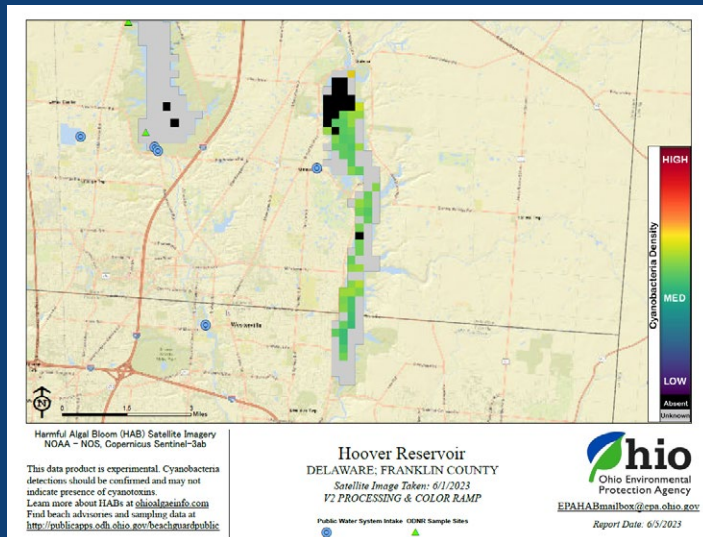 Westerville
N
0
1.5
3
Miles
Cyanobacteria Density
HIGH
MED
LOW
Absent
Unknown
Harmful Algal Bloom (HAB) Satellite Imagery
NOAA - NOS, Copernicus Sentinel-3ab
This data product is experimental. Cyanobacteria
detections should be confirmed and may not
indicate presence of cyanotoxins.
Learn more about HABs at ohioalgaeinfo.com
Find beach advisories and sampling data at
http://publicapps.odh.ohio.gov/beachguardpublic
Hoover Reservoir
DELAWARE; FRANKLIN COUNTY
Satellite Image Taken: 6/1/2023
V2 PROCESSING & COLOR RAMP
Public Water System Intake ODNR Sample Sites
Ohio
Ohio Environmental
Protection Agency
EPAHABmailbox@epa.ohio.gov
Report Date: 6/5/2023